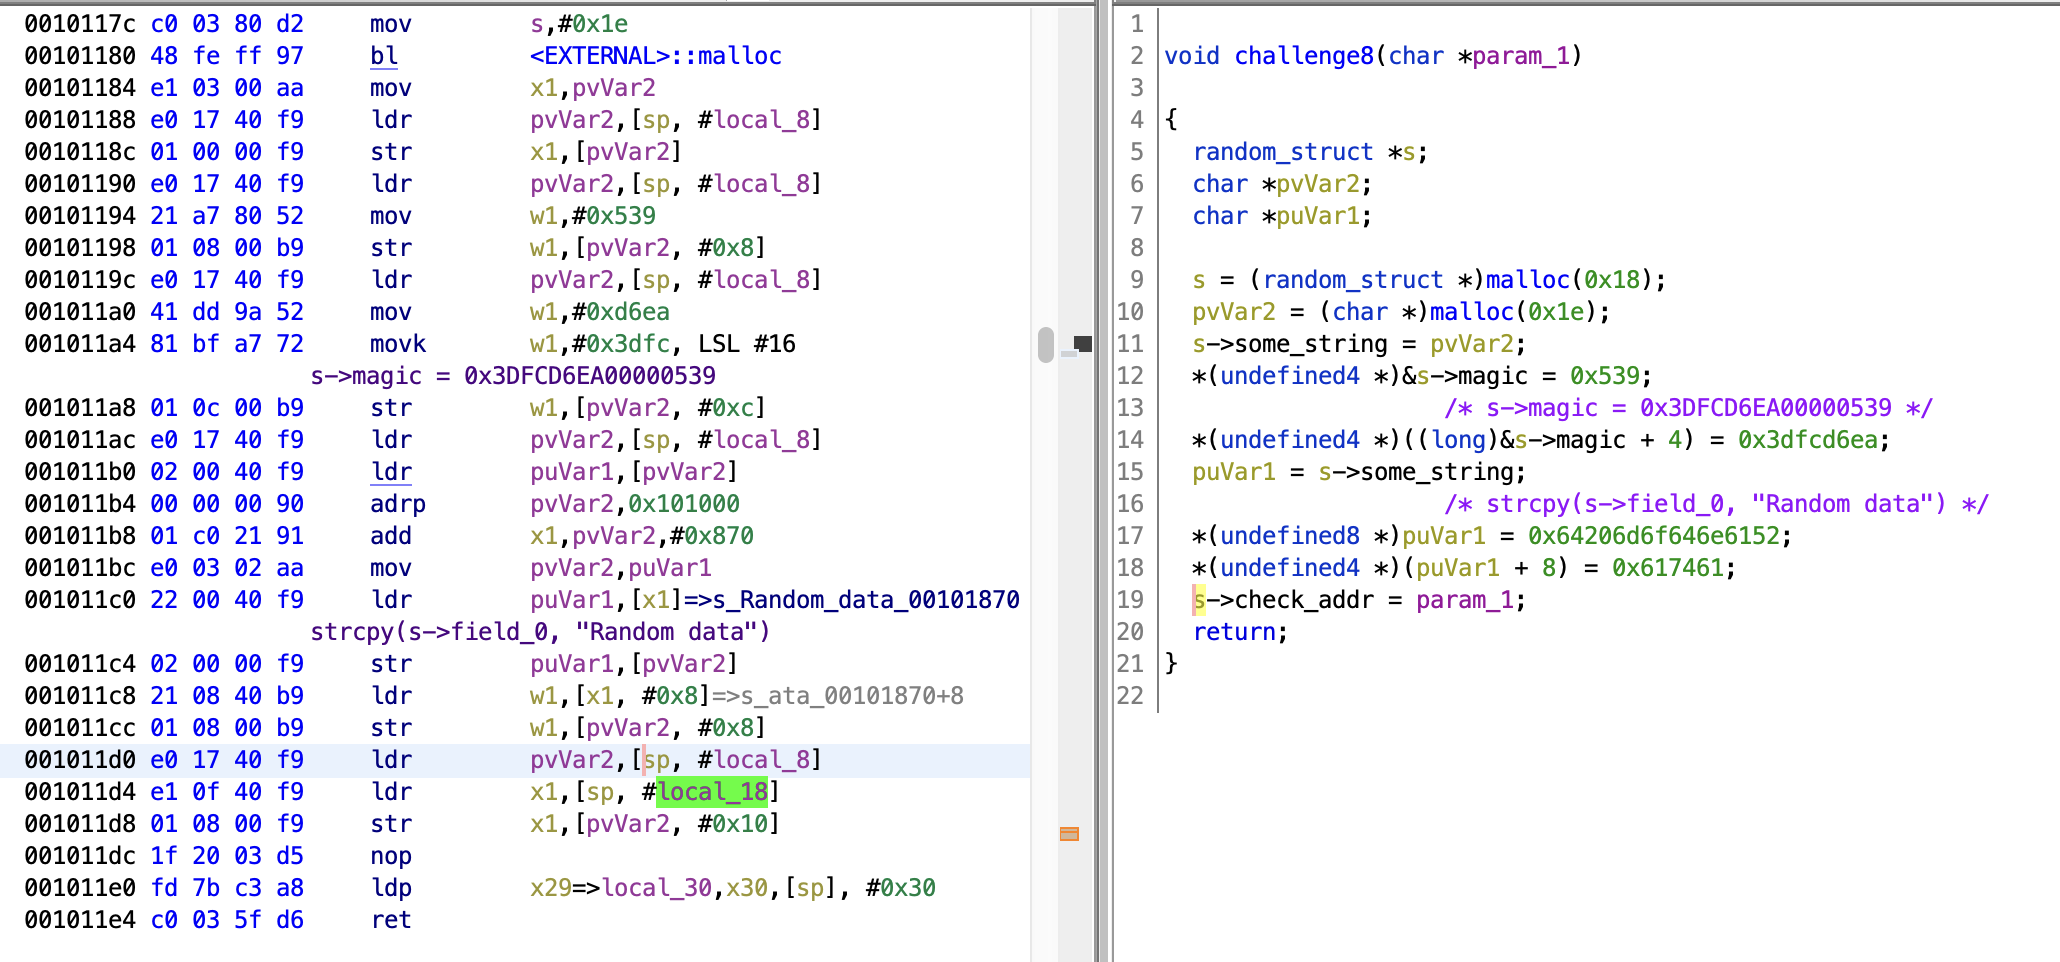 0010117c c0 03 80 d2 mov s,#0x1e
00101180 48 fe ff 97 bl <EXTERNAL>::malloc
00101184 e1 03 00 aa mov x1,pvVar2
00101188 e0 17 40 f9 ldr pvVar2,[sp, #local_8]
0010118c 01 00 00 f9 str x1,[pvVar2]
00101190 e0 17 40 f9 ldr pvVar2,[sp, #local_8]
00101194 21 a7 80 52 mov w1,#0x539
00101198 01 08 00 b9 str w1,[pvVar2, #0x8]
0010119c e0 17 40 f9 ldr pvVar2,[sp, #local_8]
001011a0 41 dd 9a 52 mov w1,#0xd6ea
001011a4 81 bf a7 72 movk w1,#0x3dfc, LSL #16
s->magic = 0x3DFCD6EA00000539
001011a8 01 0c 00 b9 str w1,[pvVar2, #0xc]
001011ac e0 17 40 f9 ldr pvVar2,[sp, #local_8]
001011b0 02 00 40 f9 ldr puVar1,[pvVar2]
001011b4 00 00 00 90 adrp pvVar2,0x101000
001011b8 01 c0 21 91 add x1,pvVar2,#0x870
001011bc e0 03 02 aa mov pvVar2,puVar1
001011c0 22 00 40 f9 ldr puVar1,[x1]=>s_Random_data_00101870
strcpy(s->field_0, "Random data")
001011c4 02 00 00 f9 str puVar1,[pvVar2]
001011c8 21 08 40 b9 ldr w1,[x1, #0x8]=>s_ata_00101870+8
001011cc 01 08 00 b9 str w1,[pvVar2, #0x8]
001011d0 e0 17 40 f9 ldr pvVar2,[sp, #local_8]
001011d4 e1 0f 40 f9 ldr x1,[sp, #local_18]
001011d8 01 08 00 f9 str x1,[pvVar2, #0x10]
001011dc 1f 20 03 d5 nop
001011e0 fd 7b c3 a8 ldp x29=>local_30,x30,[sp], #0x30
001011e4 c0 03 5f d6 ret
1
2 void challenge8(char *param_1)
3
4 {
5 random_struct *s;
6 char *pvVar2;
7 char *puVar1;
8
9 s = (random_struct *)malloc(0x18);
10 pvVar2 = (char *)malloc(0x1e);
11 s->some_string = pvVar2;
12 *(undefined4 *)&s->magic = 0x539;
13 /* s->magic = 0x3DFCD6EA00000539 */
14 *(undefined4 *)((long)&s->magic + 4) = 0x3dfcd6ea;
15 puVar1 = s->some_string;
16 /* strcpy(s->field_0, "Random data") */
17 *(undefined8 *)puVar1 = 0x64206d6f646e6152;
18 *(undefined4 *)(puVar1 + 8) = 0x617461;
19 s->check_addr = param_1;
20 return;
21 }
22